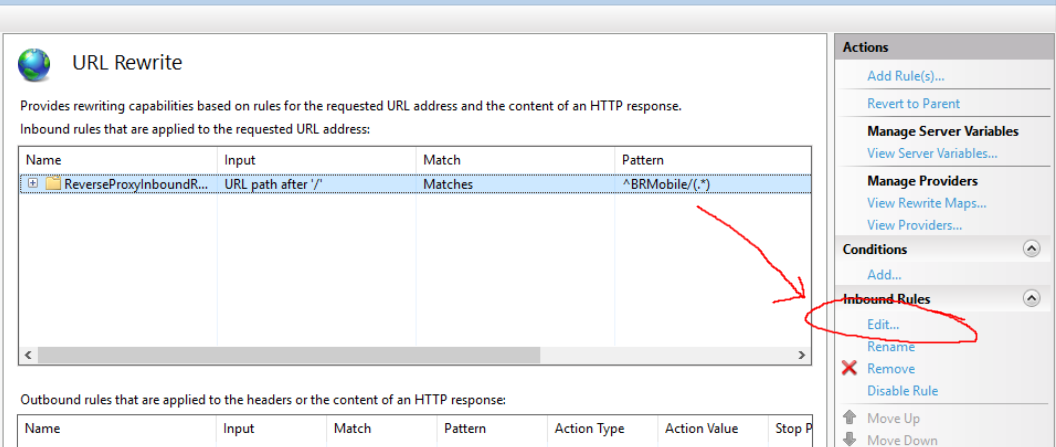 URL Rewrite
Provides rewriting capabilities based on rules for the requested URL address and the content of an HTTP response.
Inbound rules that are applied to the requested URL address:
Name Input Match Pattern
ReverseProxyInboundR... URL path after '/' Matches ^BRMobile/(.*)
Outbound rules that are applied to the headers or the content of an HTTP response:
Name Input Match Pattern Action Type Action Value Stop P
Actions
Add Rule(s)...
Revert to Parent
Manage Server Variables
View Server Variables...
Manage Providers
View Rewrite Maps...
View Providers...
Conditions
Add...
Inbound Rules
Edit...
Rename
Remove
Disable Rule
Move Up
Move Down